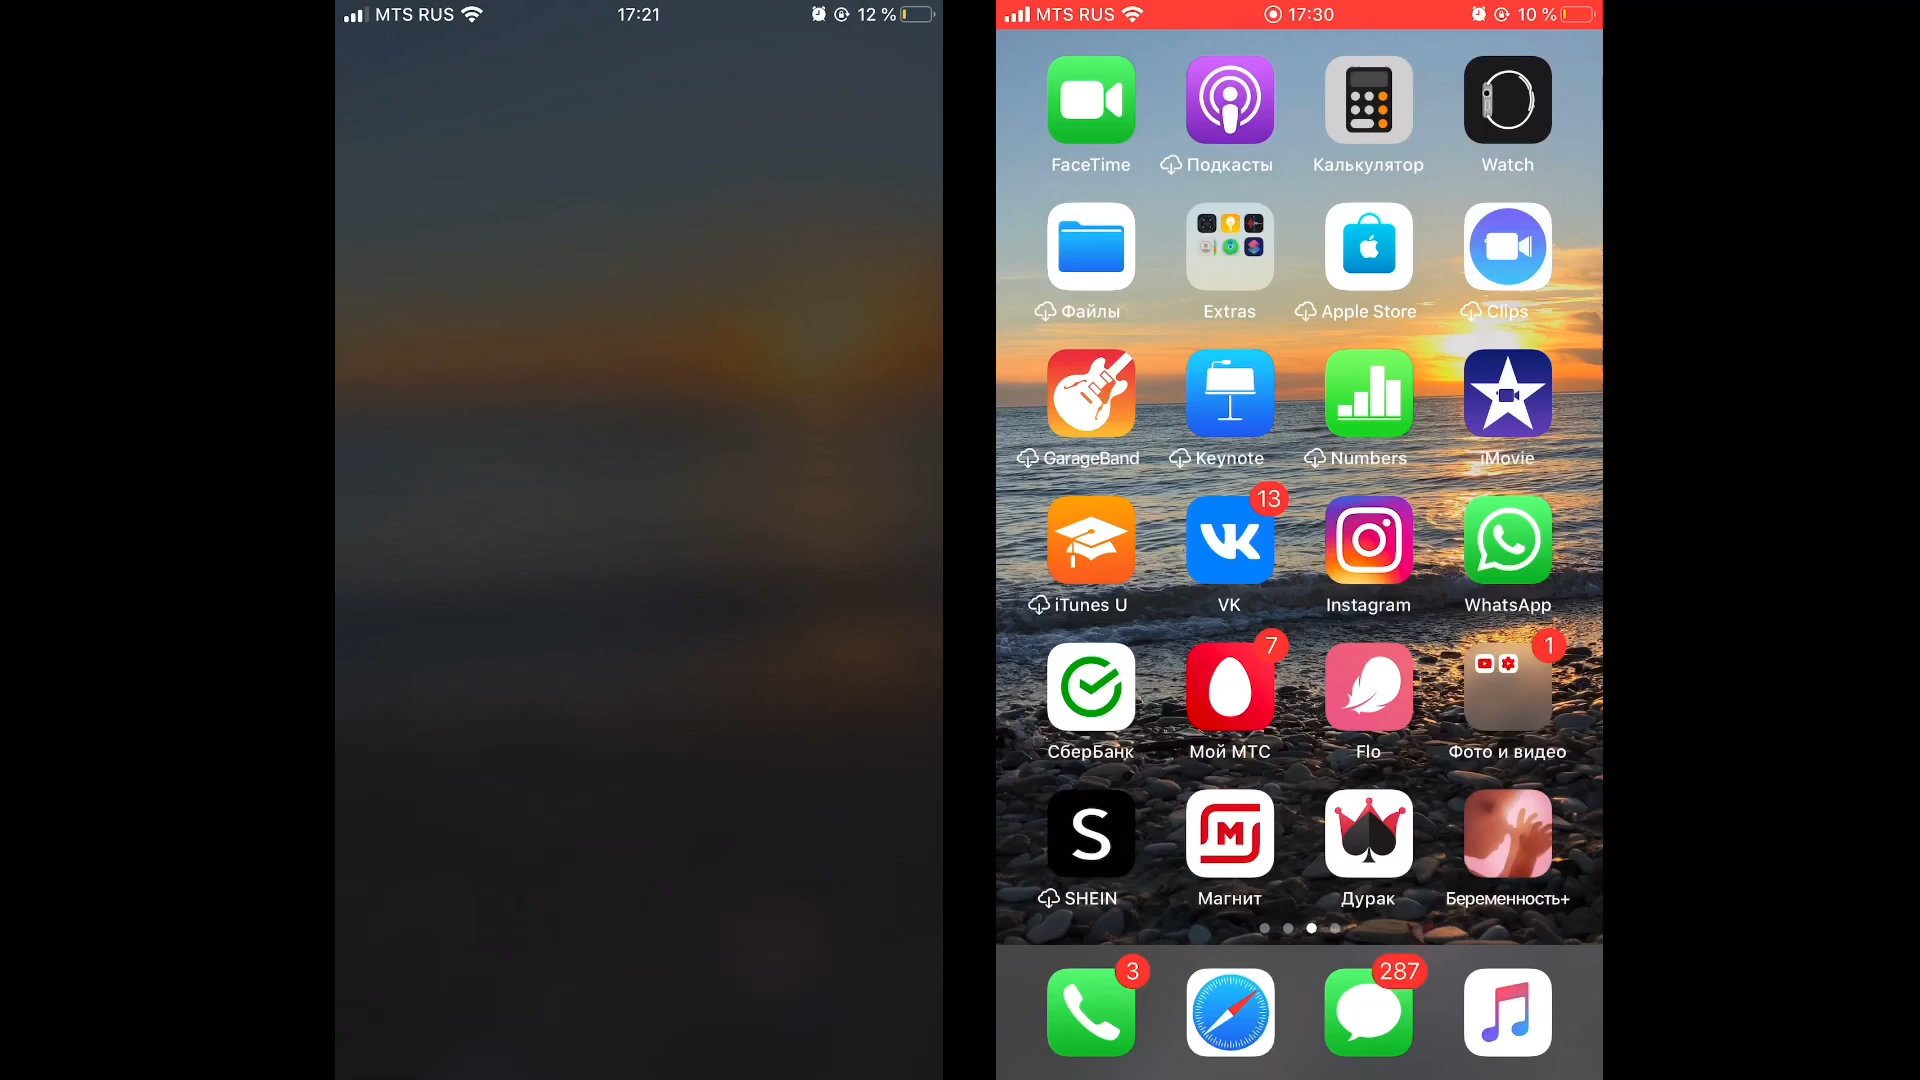 MTS RUS 17:21 12 %
MTS RUS 17:30 10 %
FaceTime Подкасты Калькулятор Watch
Файлы Extras Apple Store Clips
GarageBand Keynote Numbers iMovie
13
iTunes U VK Instagram WhatsApp
7 1
СберБанк Мой МТС Flo Фото и видео
S M
SHEIN Магнит Дурак Беременность+
3 287